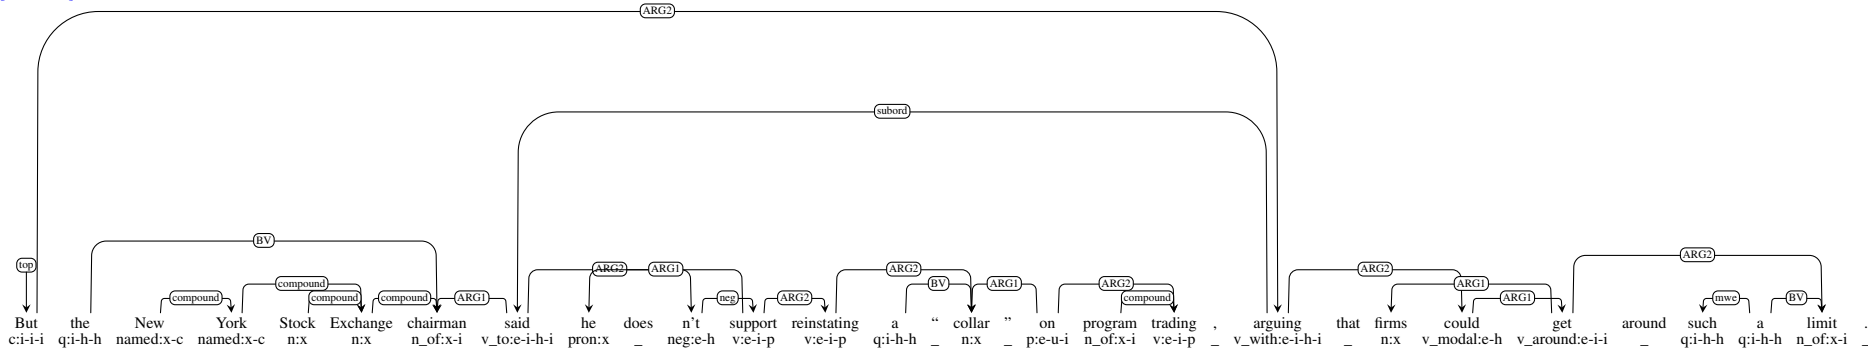 ARG2
subord
BV
top
ARG2 ARG1 ARG2 ARG2 ARG2
compound BV ARG1 ARG2 ARG1
compound compound compound compound ARG1 neg ARG2 compound ARG1 mwe BV
But the New York Stock Exchange chairman said he does n't support reinstating a “ collar ” on program trading , arguing that firms could get around such a limit .
c:i-i-i q:i-h-h named:x-c named:x-c n:x n:x n_of:x-i v_to:e-i-h-i pron:x _ neg:e-h v:e-i-p v:e-i-p q:i-h-h _ n:x _ p:e-u-i n_of:x-i v:e-i-p _ v_with:e-i-h-i _ n:x v_modal:e-h v_around:e-i-i _ q:i-h-h q:i-h-h n_of:x-i _